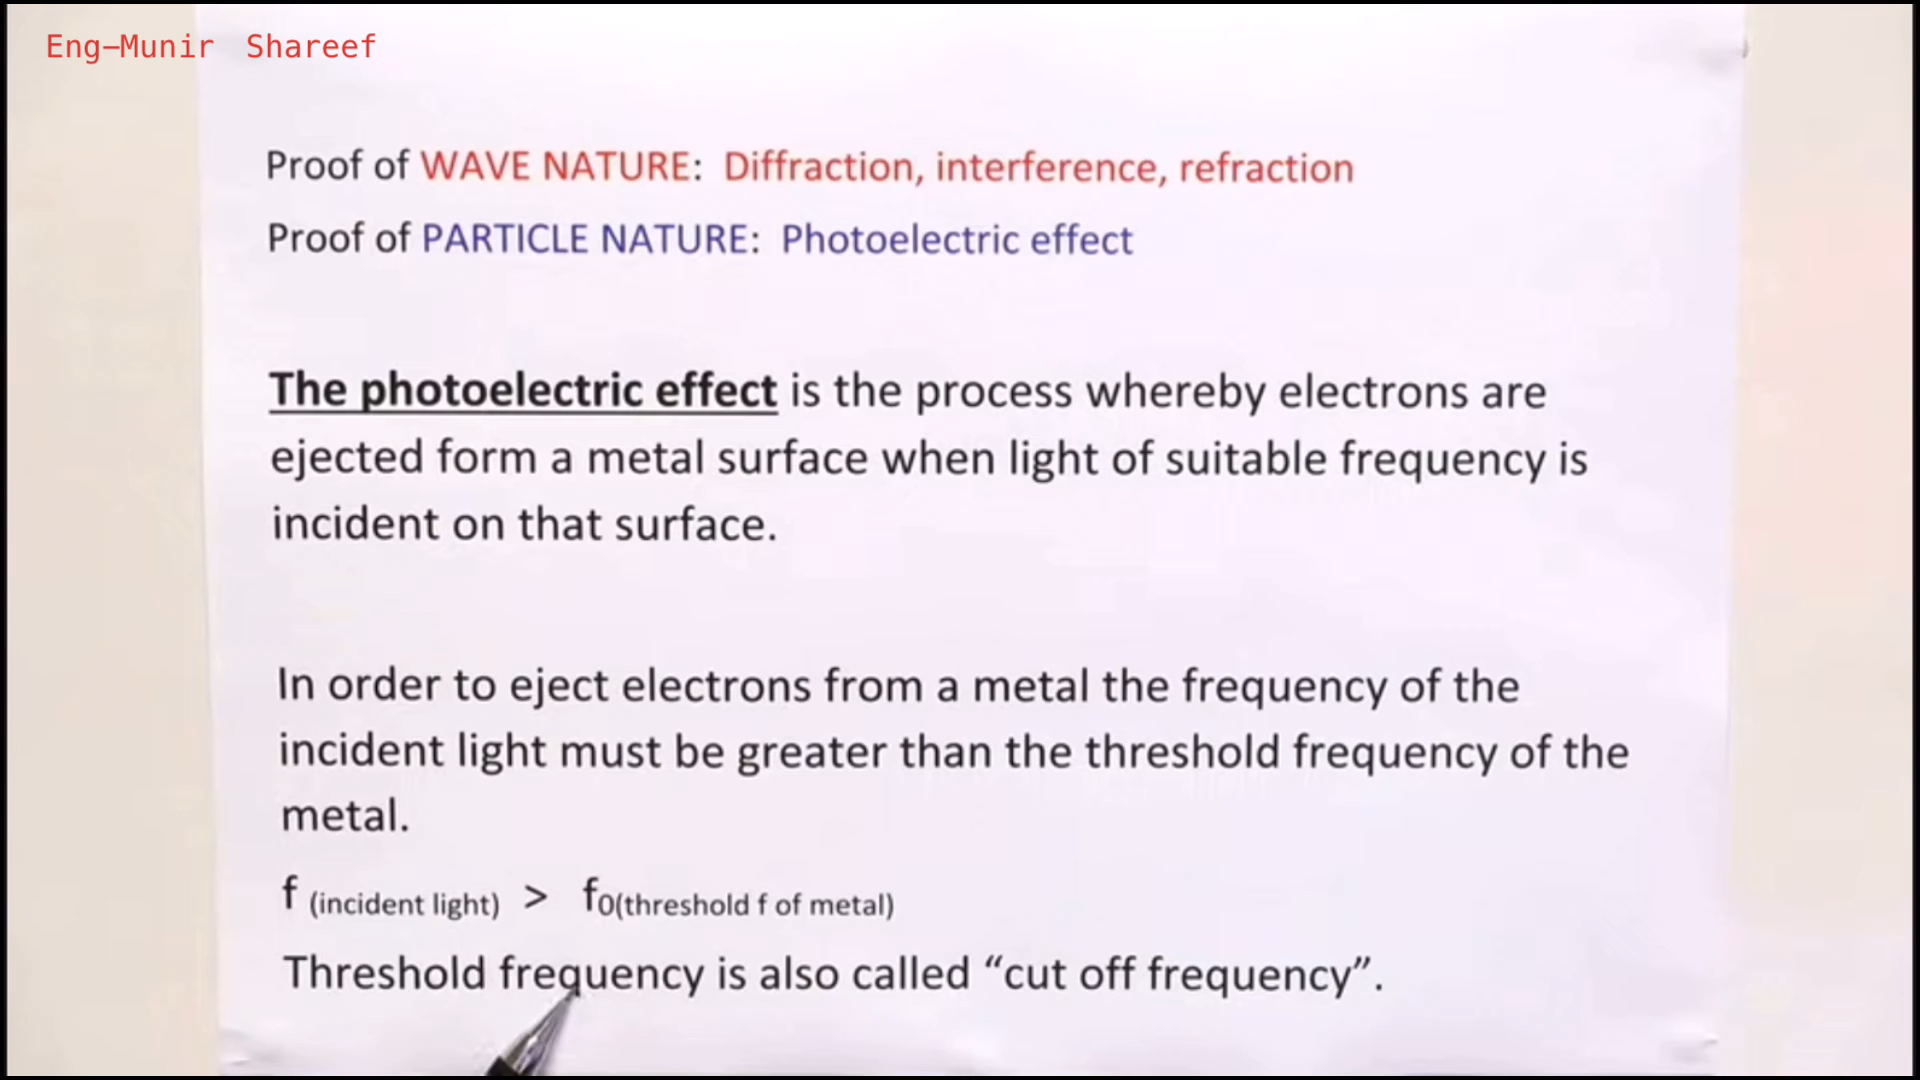 Eng-Munir Shareef
Proof of WAVE NATURE: Diffraction, interference, refraction
Proof of PARTICLE NATURE: Photoelectric effect
The photoelectric effect is the process whereby electrons are
ejected form a metal surface when light of suitable frequency is
incident on that surface.
In order to eject electrons from a metal the frequency of the
incident light must be greater than the threshold frequency of the
metal.
f (incident light) > f0(threshold f of metal)
Threshold frequency is also called “cut off frequency”.